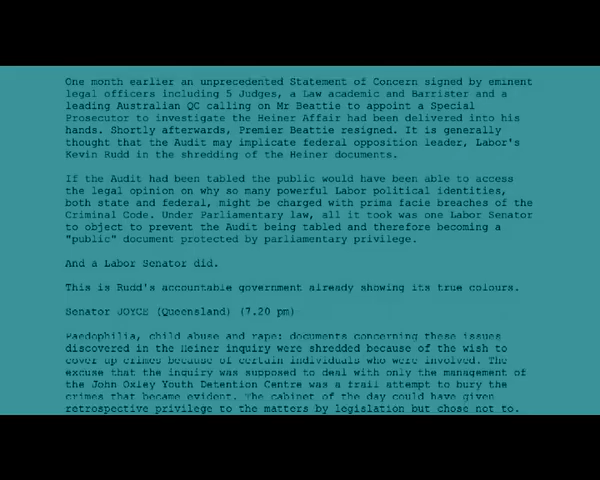 One month earlier an unprecedented Statement of Concern signed by eminent
legal officers including 5 Judges, a Law academic and Barrister and a
leading Australian QC calling on Mr Beattie to appoint a Special
Prosecutor to investigate the Heiner Affair had been delivered into his
hands. Shortly afterwards, Premier Beattie resigned. It is generally
thought that the Audit may implicate federal opposition leader, Labor's
Kevin Rudd in the shredding of the Heiner documents.
If the Audit had been tabled the public would have been able to access
the legal opinion on why so many powerful Labor political identities,
both state and federal, might be charged with prima facie breaches of the
Criminal Code. Under Parliamentary law, all it took was one Labor Senator
to object to prevent the Audit being tabled and therefore becoming a
"public" document protected by parliamentary privilege.
And a Labor Senator did.
This is Rudd's accountable government already showing its true colours.
Senator JOYCE (Queensland) (7.20 pm)
Paedophilia, child abuse and rape: documents concerning these issues
discovered in the Heiner inquiry were shredded because of the wish to
cover up crimes because of certain individuals who were involved. The
excuse that the inquiry was supposed to deal with only the management of
the John Oxley Youth Detention Centre was a frail attempt to bury the
crimes that became evident. The cabinet of the day could have given
retrospective privilege to the matters by legislation but chose not to.